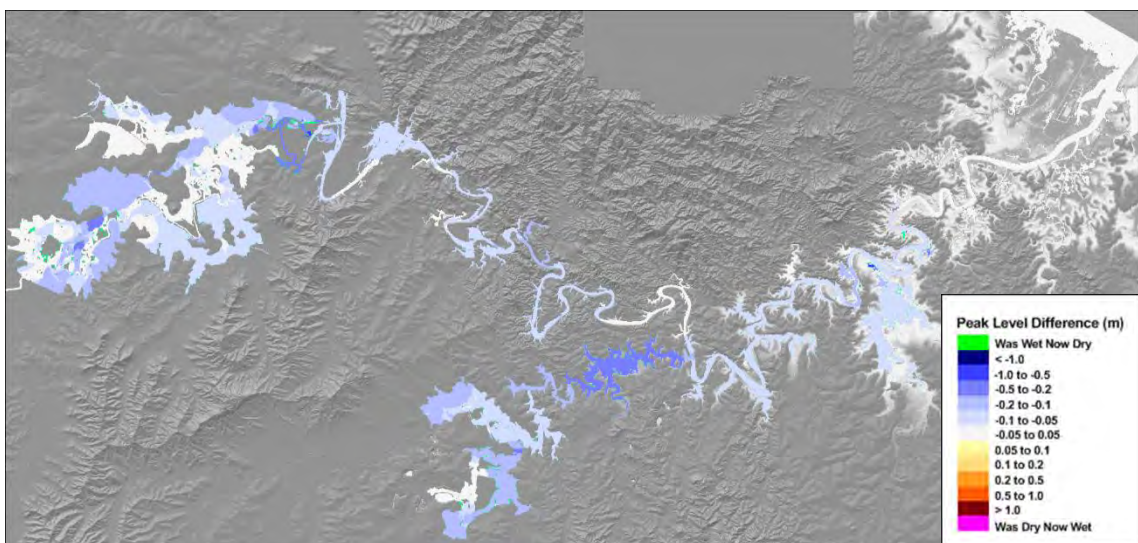 Peak Level Difference (m)
Was Wet Now Dry
< -1.0
-1.0 to -0.5
-0.5 to -0.2
-0.2 to -0.1
-0.1 to -0.05
-0.05 to 0.05
0.05 to 0.1
0.1 to 0.2
0.2 to 0.5
0.5 to 1.0
> 1.0
Was Dry Now Wet